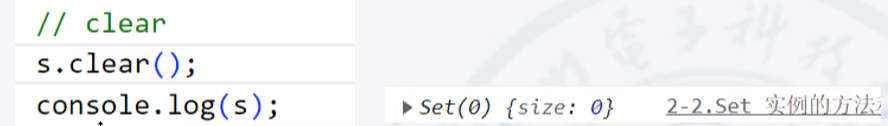 // clear
s.clear();
console.log(s);
▶ Set(0) {size: 0} 2-2.Set 实例的方法